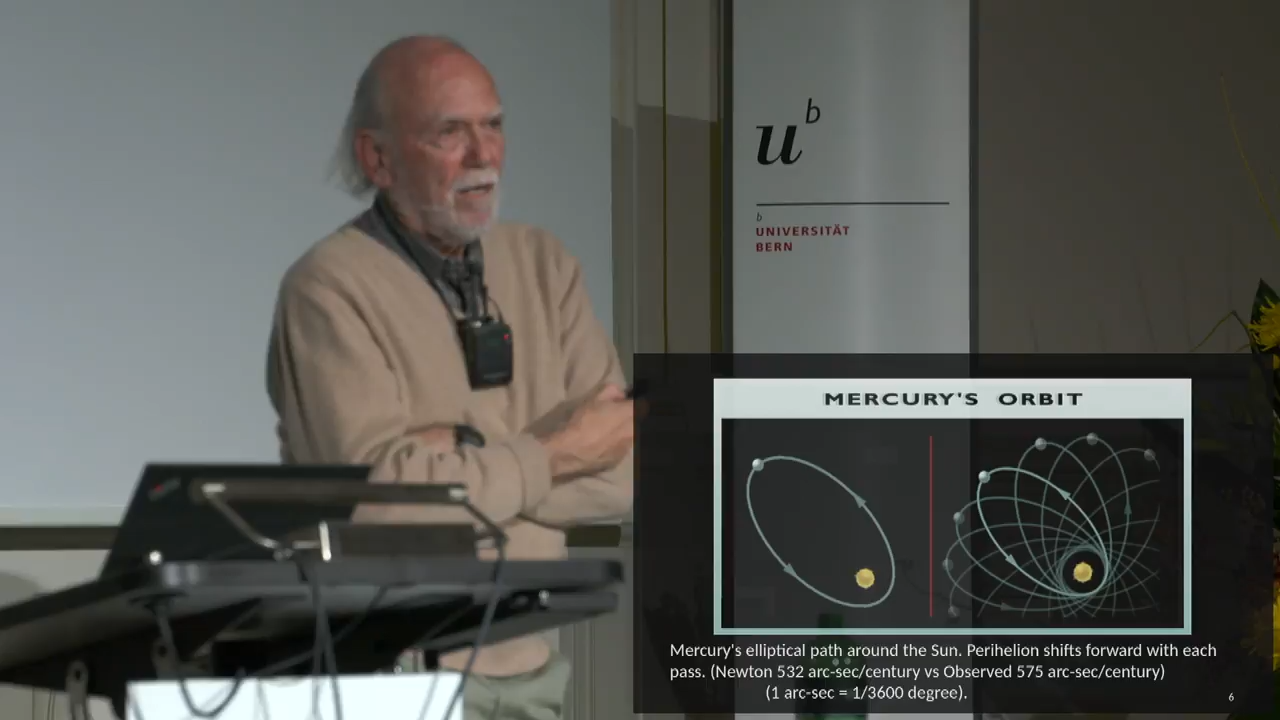 u^b
b
UNIVERSITÄT
BERN
MERCURY'S ORBIT
Mercury's elliptical path around the Sun. Perihelion shifts forward with each
pass. (Newton 532 arc-sec/century vs Observed 575 arc-sec/century)
(1 arc-sec = 1/3600 degree).
6